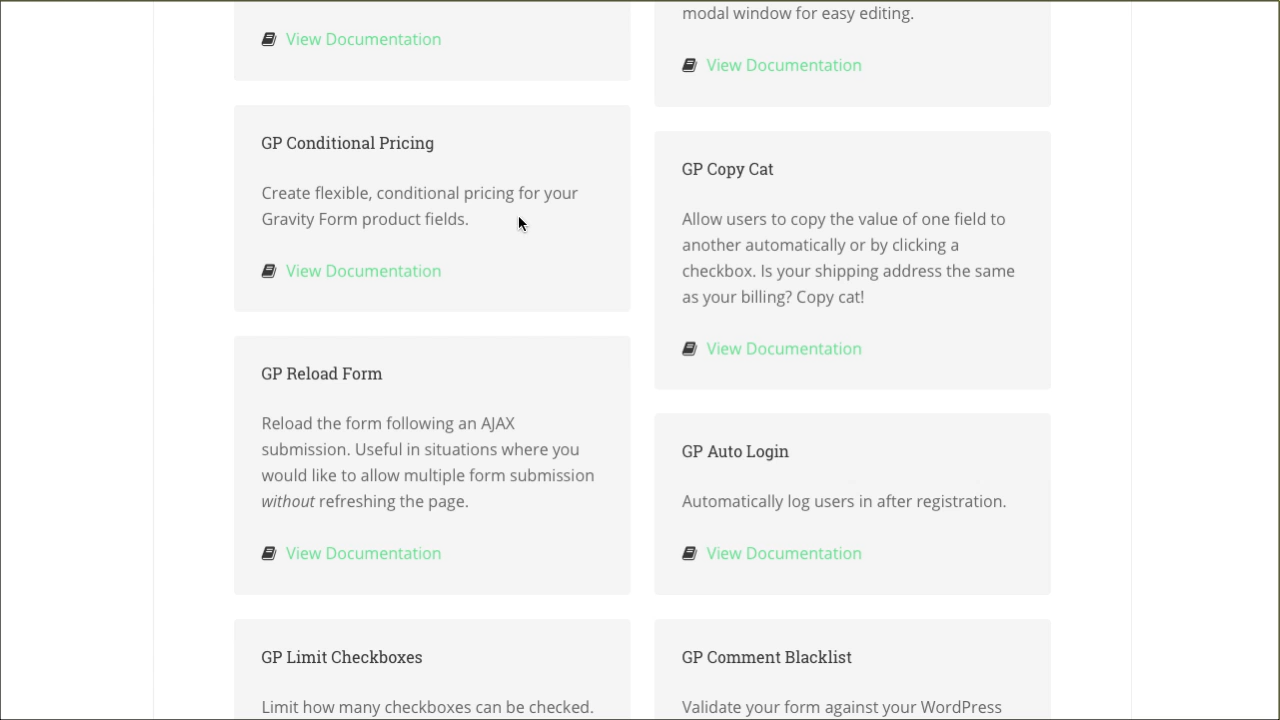 View Documentation
GP Conditional Pricing
Create flexible, conditional pricing for your
Gravity Form product fields.
View Documentation
GP Reload Form
Reload the form following an AJAX
submission. Useful in situations where you
would like to allow multiple form submission
without refreshing the page.
View Documentation
GP Limit Checkboxes
Limit how many checkboxes can be checked.
modal window for easy editing.
View Documentation
GP Copy Cat
Allow users to copy the value of one field to
another automatically or by clicking a
checkbox. Is your shipping address the same
as your billing? Copy cat!
View Documentation
GP Auto Login
Automatically log users in after registration.
View Documentation
GP Comment Blacklist
Validate your form against your WordPress